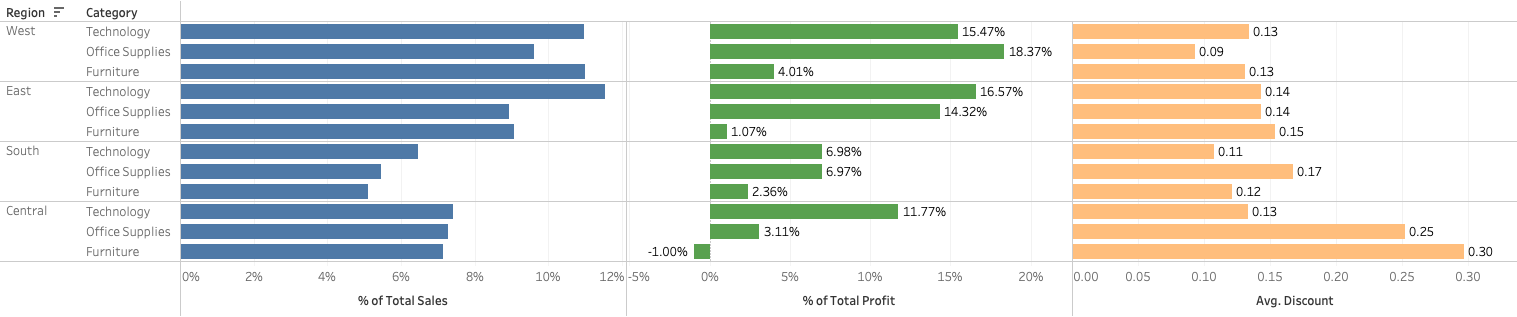 Region Category
West Technology 15.47% 0.13
Office Supplies 18.37% 0.09
Furniture 4.01% 0.13
East Technology 16.57% 0.14
Office Supplies 14.32% 0.14
Furniture 1.07% 0.15
South Technology 6.98% 0.11
Office Supplies 6.97% 0.17
Furniture 2.36% 0.12
Central Technology 11.77% 0.13
Office Supplies 3.11% 0.25
Furniture -1.00% 0.30
0% 2% 4% 6% 8% 10% 12% -5% 0% 5% 10% 15% 20% 0.00 0.05 0.10 0.15 0.20 0.25 0.30
% of Total Sales % of Total Profit Avg. Discount